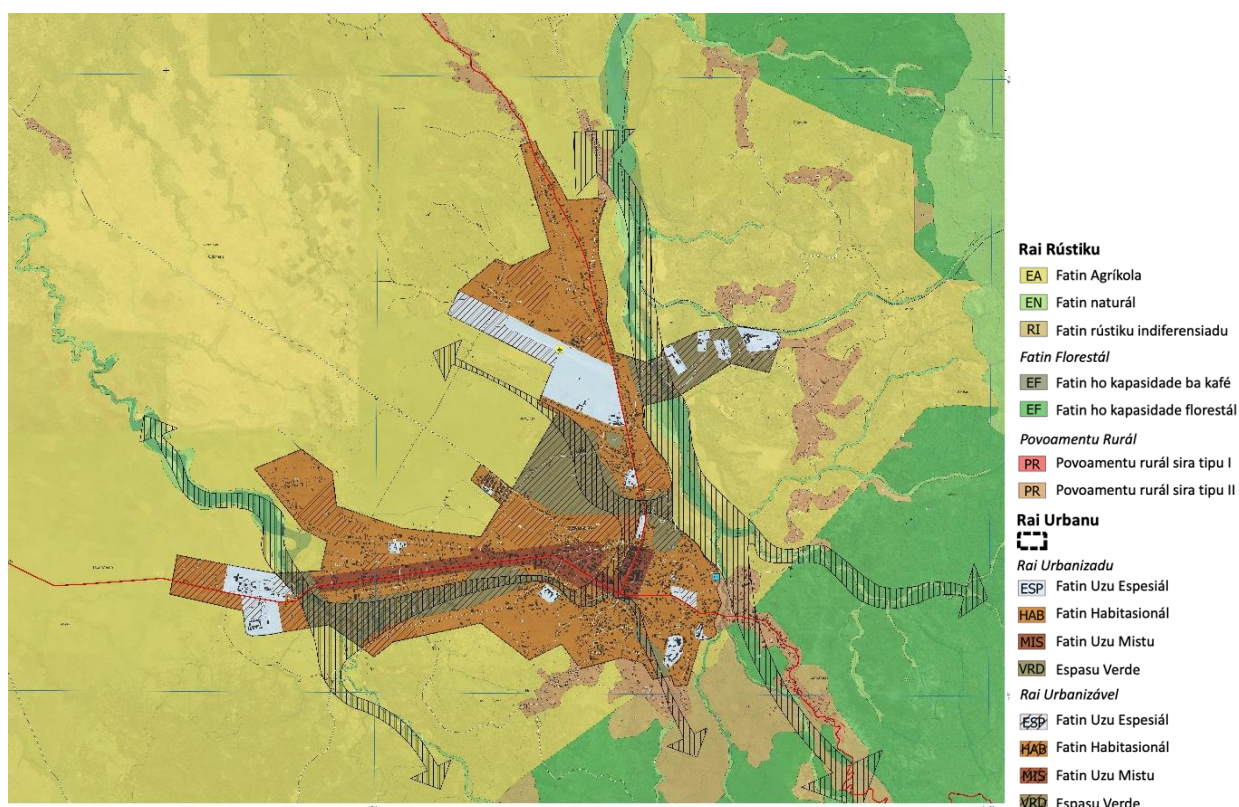 Rai Rústiku
EA Fatin Agríkola
EN Fatin naturál
RI Fatin rústiku indiferensiadu
Fatin Florestál
EF Fatin ho kapasidade ba kafé
EF Fatin ho kapasidade florestál
Povoamentu Rurál
PR Povoamentu rurál sira tipu I
PR Povoamentu rurál sira tipu II
Rai Urbanu
Rai Urbanizadu
ESP Fatin Uzu Espesiál
HAB Fatin Habitasionál
MIS Fatin Uzu Mistu
VRD Espasu Verde
Rai Urbanizável
ESP Fatin Uzu Espesiál
HAB Fatin Habitasionál
MIS Fatin Uzu Mistu
VRD Espasu Verde